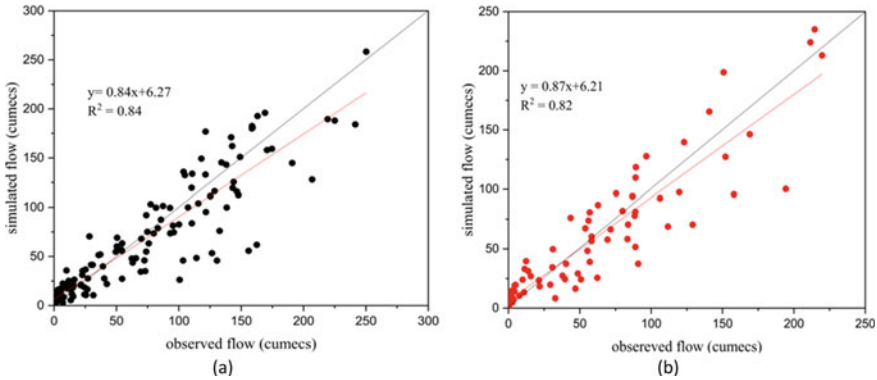 300
250
200
150
100
50
0
simulated flow (cumecs)
y= 0.84x+6.27
R² = 0.84
0 50 100 150 200 250 300
obsreved flow (cumecs)
(a)
250
200
150
100
50
0
simulated flow (cumecs)
y = 0.87x+6.21
R² = 0.82
0 50 100 150 200 250
obsereved flow (cumecs)
(b)